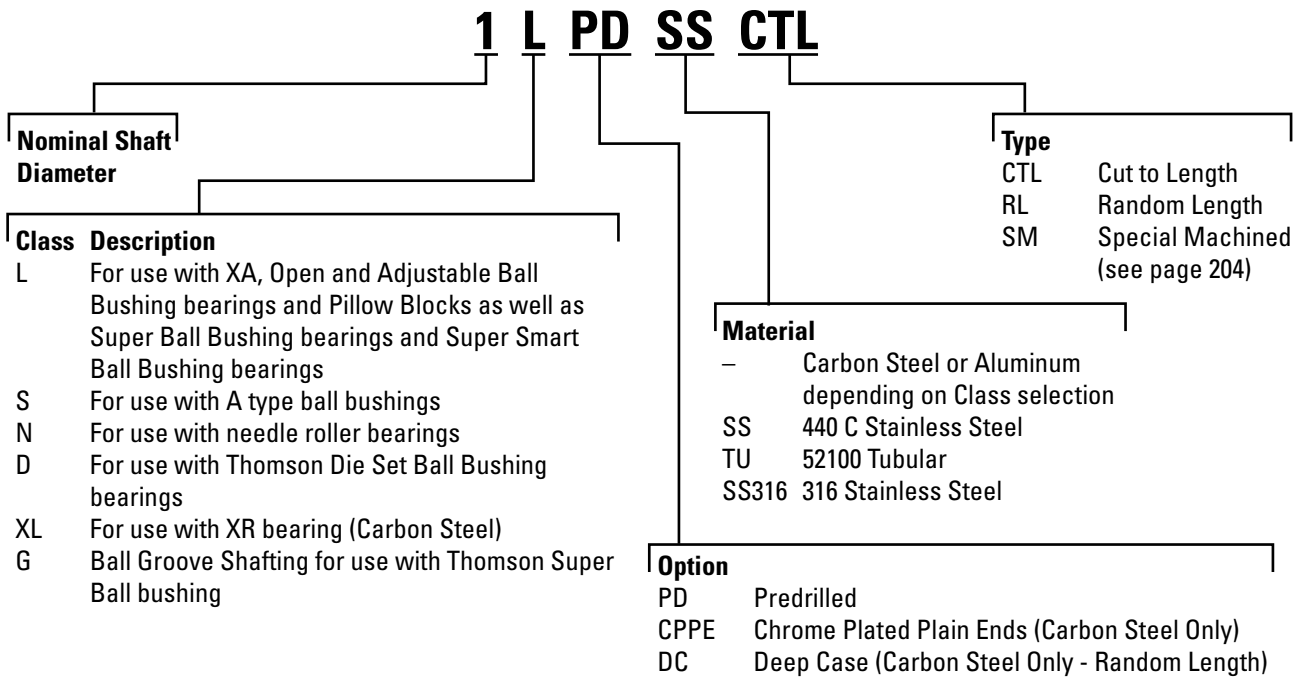 1 L PD SS CTL
Nominal Shaft
Diameter
Class Description
L For use with XA, Open and Adjustable Ball
Bushing bearings and Pillow Blocks as well as
Super Ball Bushing bearings and Super Smart
Ball Bushing bearings
S For use with A type ball bushings
N For use with needle roller bearings
D For use with Thomson Die Set Ball Bushing
bearings
XL For use with XR bearing (Carbon Steel)
G Ball Groove Shafting for use with Thomson Super
Ball bushing
Option
PD Predrilled
CPPE Chrome Plated Plain Ends (Carbon Steel Only)
DC Deep Case (Carbon Steel Only - Random Length)
Material
– Carbon Steel or Aluminum
depending on Class selection
SS 440 C Stainless Steel
TU 52100 Tubular
SS316 316 Stainless Steel
Type
CTL Cut to Length
RL Random Length
SM Special Machined
(see page 204)